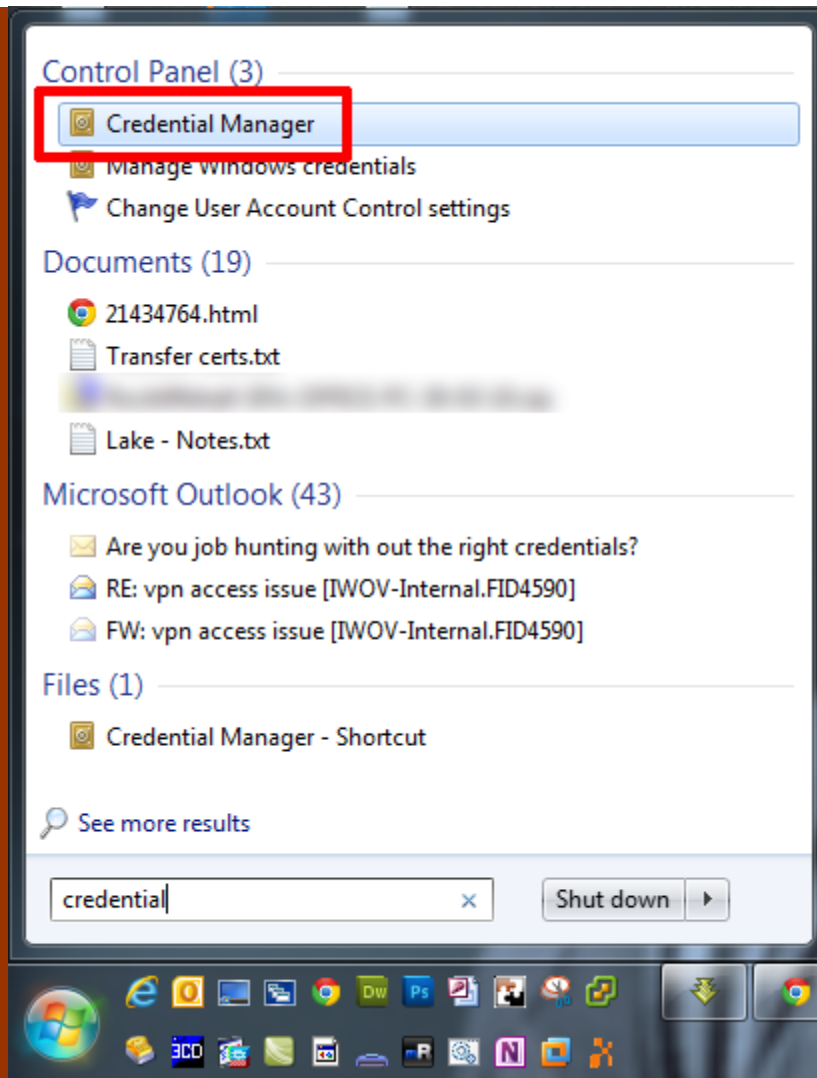 Control Panel (3)
Credential Manager
Manage Windows credentials
Change User Account Control settings
Documents (19)
21434764.html
Transfer certs.txt
Lake - Notes.txt
Microsoft Outlook (43)
Are you job hunting with out the right credentials?
RE: vpn access issue [IWOV-Internal.FID4590]
FW: vpn access issue [IWOV-Internal.FID4590]
Files (1)
Credential Manager - Shortcut
See more results
credential
Shut down
Dw Ps
3CD R N